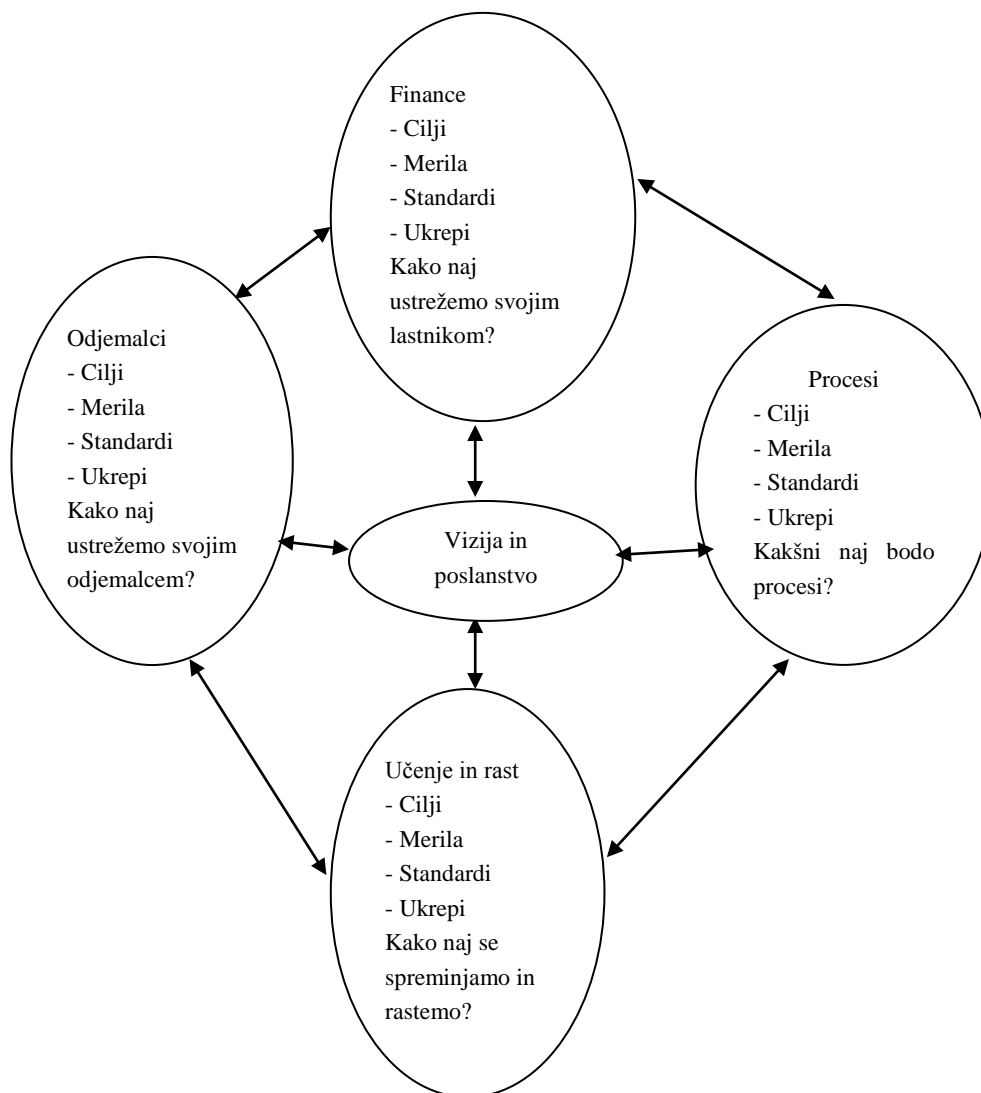 Finance
- Cilji
- Merila
- Standardi
- Ukrepi
Kako naj
ustrežemo svojim
lastnikom?
Odjemalci
- Cilji
- Merila
- Standardi
- Ukrepi
Kako naj
ustrežemo svojim
odjemalcem?
Procesi
- Cilji
- Merila
- Standardi
- Ukrepi
Kakšni naj bodo
procesi?
Vizija in
poslanstvo
Učenje in rast
- Cilji
- Merila
- Standardi
- Ukrepi
Kako naj se
spreminjamo in
rastemo?